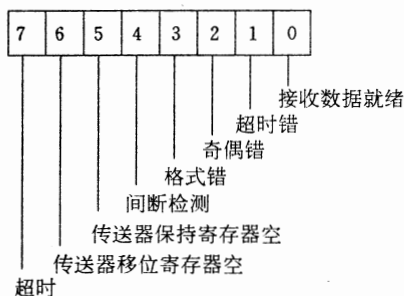 7 6 5 4 3 2 1 0
接收数据就绪
超时错
奇偶错
格式错
间断检测
传送器保持寄存器空
传送器移位寄存器空
超时